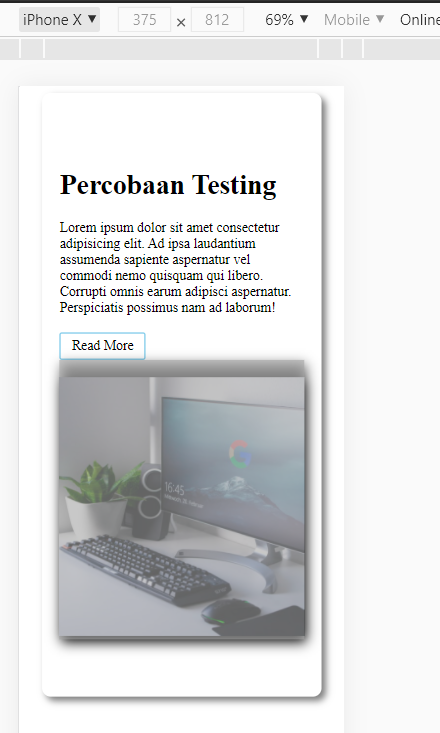 iPhone X ▼ 375 × 812 69% ▼ Mobile ▼ Online
Percobaan Testing
Lorem ipsum dolor sit amet consectetur
adipisicing elit. Ad ipsa laudantium
assumenda sapiente aspernatur vel
commodi nemo quisquam qui libero.
Corrupti omnis earum adipisci aspernatur.
Perspiciatis possimus nam ad laborum!
Read More
16:45